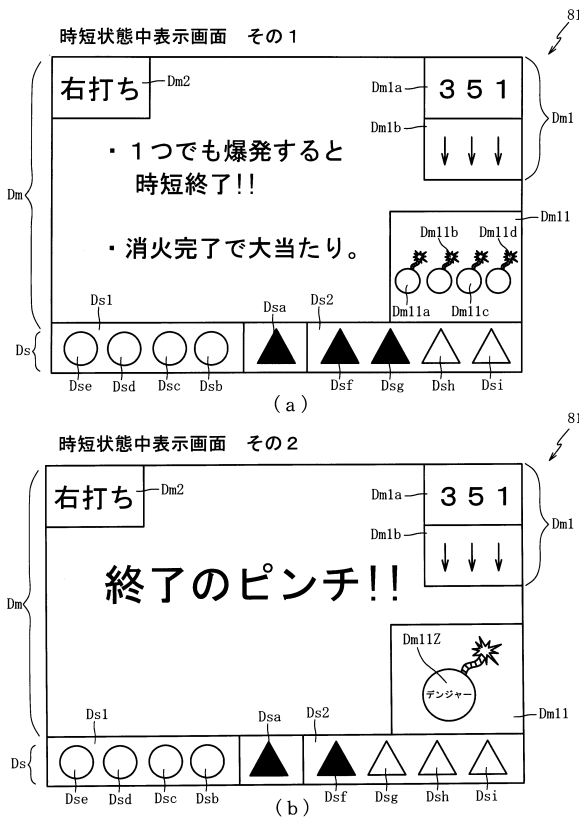 時短状態中表示画面 その１
81
右打ち
Dm2
Dm1a
３５１
Dm1b
↓ ↓ ↓
Dm1
Dm
・１つでも爆発すると
時短終了!!
・消火完了で大当たり。
Dm11
Dm11b
Dm11d
Dm11a
Dm11c
Ds1
Dsa
Ds2
Ds
Dse
Dsd
Dsc
Dsb
Dsf
Dsg
Dsh
Dsi
(a)
時短状態中表示画面 その２
81
右打ち
Dm2
Dm1a
３５１
Dm1b
↓ ↓ ↓
Dm1
Dm
終了のピンチ!!
Dm11Z
デンジャー
Dm11
Ds1
Dsa
Ds2
Ds
Dse
Dsd
Dsc
Dsb
Dsf
Dsg
Dsh
Dsi
(b)